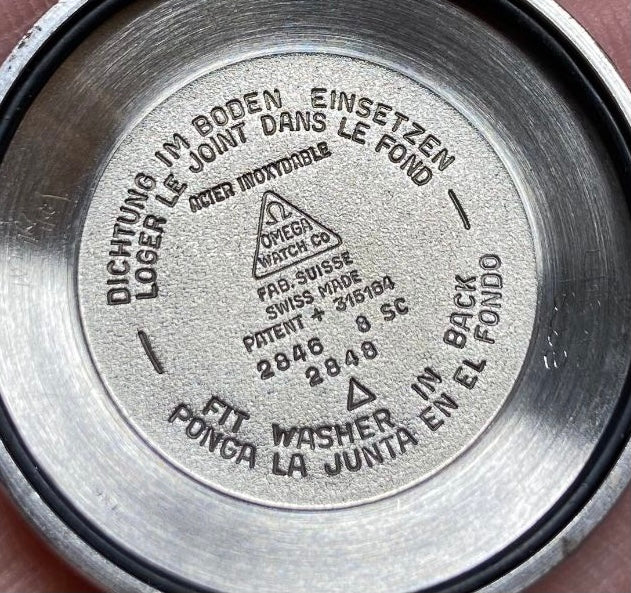 DICHTUNG IM BODEN EINSETZEN
LOGER LE JOINT DANS LE FOND
ACIER INOXYDABLE
Ω
OMEGA
WATCH Co
FAB. SUISSE
SWISS MADE
PATENT + 315184
2846 8 SC
2848
FIT WASHER IN BACK
PONGA LA JUNTA EN EL FONDO